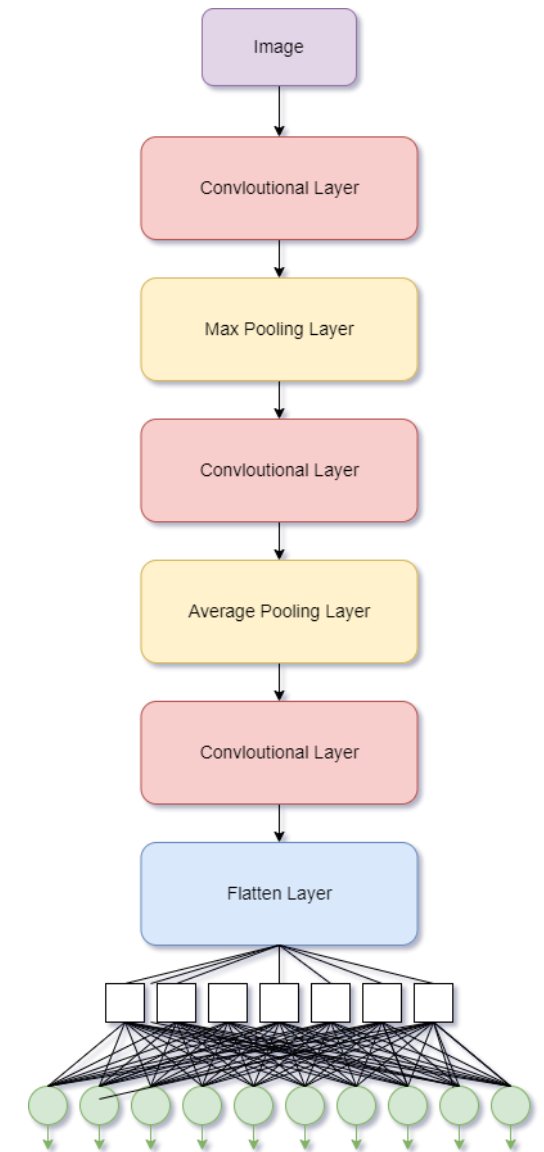 Image
Convloutional Layer
Max Pooling Layer
Convloutional Layer
Average Pooling Layer
Convloutional Layer
Flatten Layer